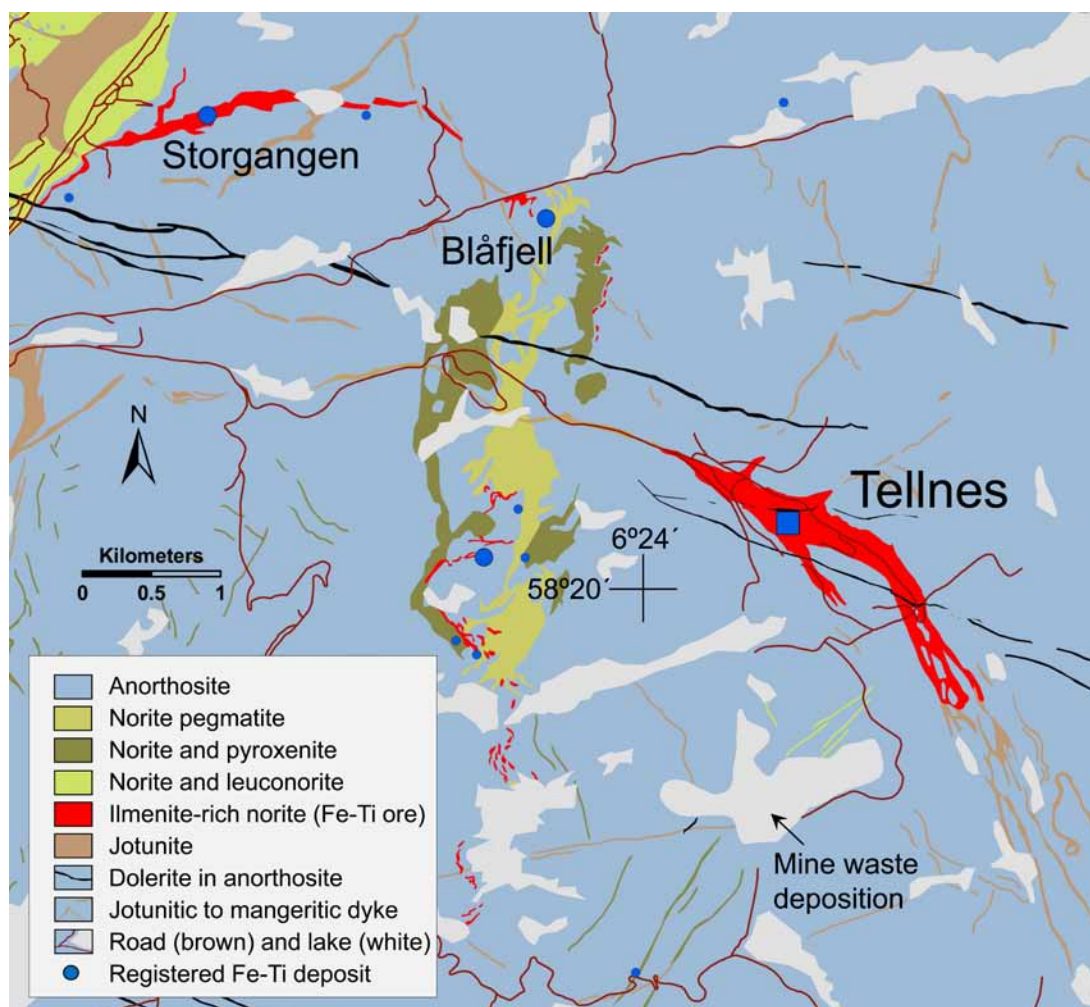 Storgangen
Blåfjell
N
Tellnes
Kilometers
0 0.5 1
6º24´
58º20´
Anorthosite
Norite pegmatite
Norite and pyroxenite
Norite and leuconorite
Ilmenite-rich norite (Fe-Ti ore)
Jotunite
Dolerite in anorthosite
Jotunitic to mangeritic dyke
Road (brown) and lake (white)
Registered Fe-Ti deposit
Mine waste
deposition